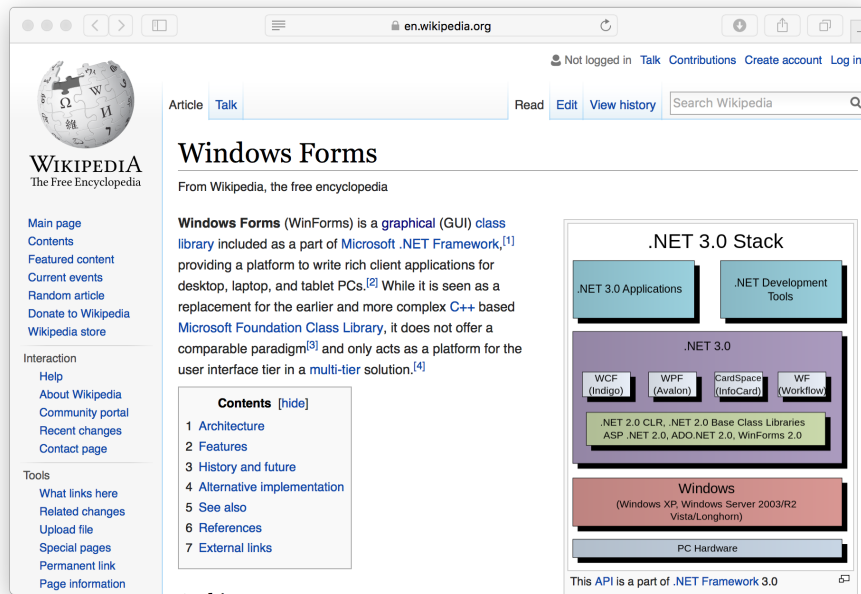 en.wikipedia.org
Not logged in Talk Contributions Create account Log in
Article Talk
Read Edit View history
Search Wikipedia
WIKIPEDIA
The Free Encyclopedia
Main page
Contents
Featured content
Current events
Random article
Donate to Wikipedia
Wikipedia store
Interaction
Help
About Wikipedia
Community portal
Recent changes
Contact page
Tools
What links here
Related changes
Upload file
Special pages
Permanent link
Page information
Windows Forms
From Wikipedia, the free encyclopedia
Windows Forms (WinForms) is a graphical (GUI) class
library included as a part of Microsoft .NET Framework,[1]
providing a platform to write rich client applications for
desktop, laptop, and tablet PCs.[2] While it is seen as a
replacement for the earlier and more complex C++ based
Microsoft Foundation Class Library, it does not offer a
comparable paradigm[3] and only acts as a platform for the
user interface tier in a multi-tier solution.[4]
Contents [hide]
1 Architecture
2 Features
3 History and future
4 Alternative implementation
5 See also
6 References
7 External links
.NET 3.0 Stack
.NET 3.0 Applications
.NET Development
Tools
.NET 3.0
WCF
(Indigo)
WPF
(Avalon)
CardSpace
(InfoCard)
WF
(Workflow)
.NET 2.0 CLR, .NET 2.0 Base Class Libraries
ASP .NET 2.0, ADO.NET 2.0, WinForms 2.0
Windows
(Windows XP, Windows Server 2003/R2
Vista/Longhorn)
PC Hardware
This API is a part of .NET Framework 3.0